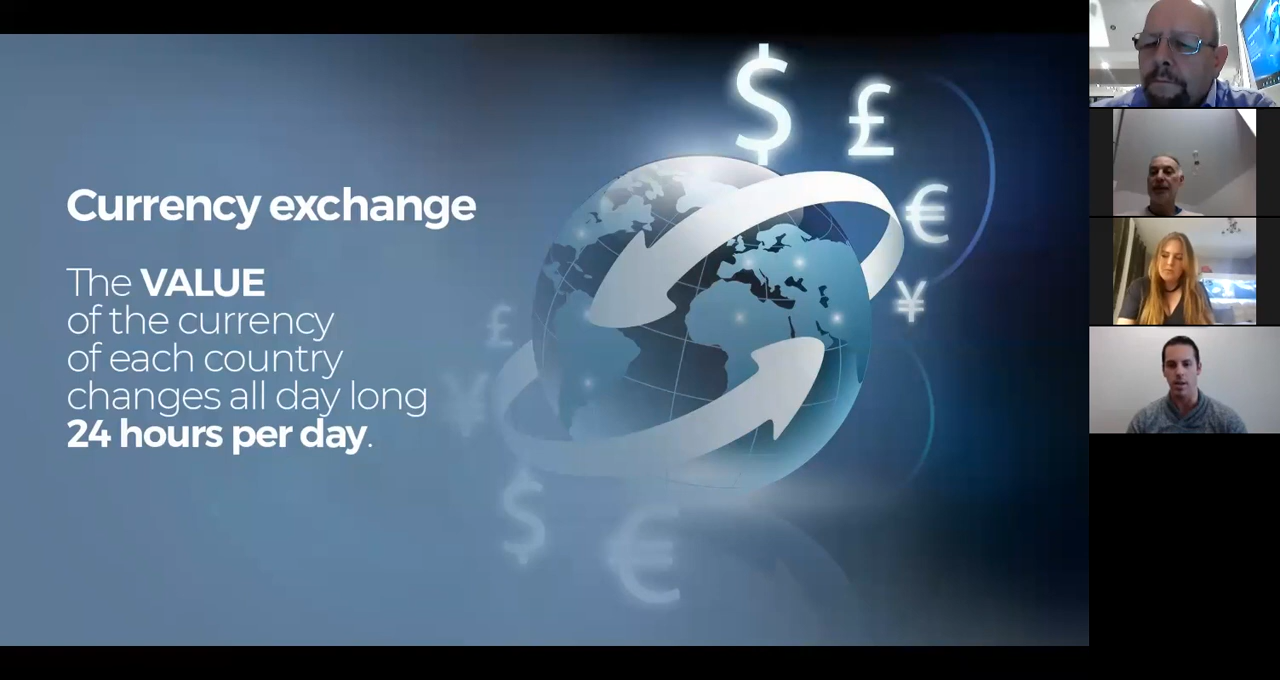 $
£
€
¥
Currency exchange
The VALUE
of the currency
of each country
changes all day long
24 hours per day.
£
¥
$
€